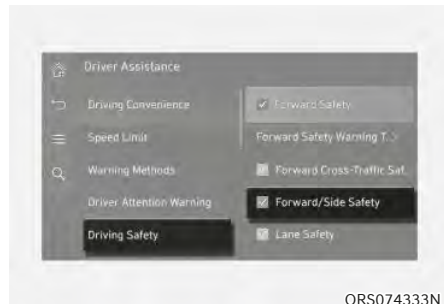 Driver Assistance
Driving Convenience
Speed Limit
Warning Methods
Driver Attention Warning
Driving Safety
Forward Safety
Forward Safety Warning T..>
Forward Cross-Traffic Saf.
Forward/Side Safety
Lane Safety
ORS074333N